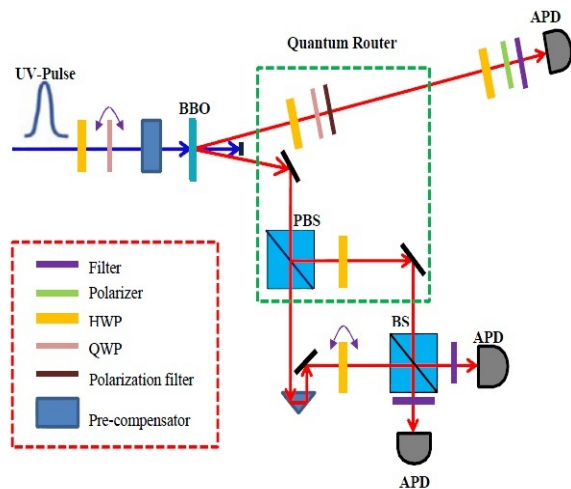 APD
Quantum Router
UV-Pulse
BBO
PBS
BS
APD
APD
Filter
Polarizer
HWP
QWP
Polarization filter
Pre-compensator